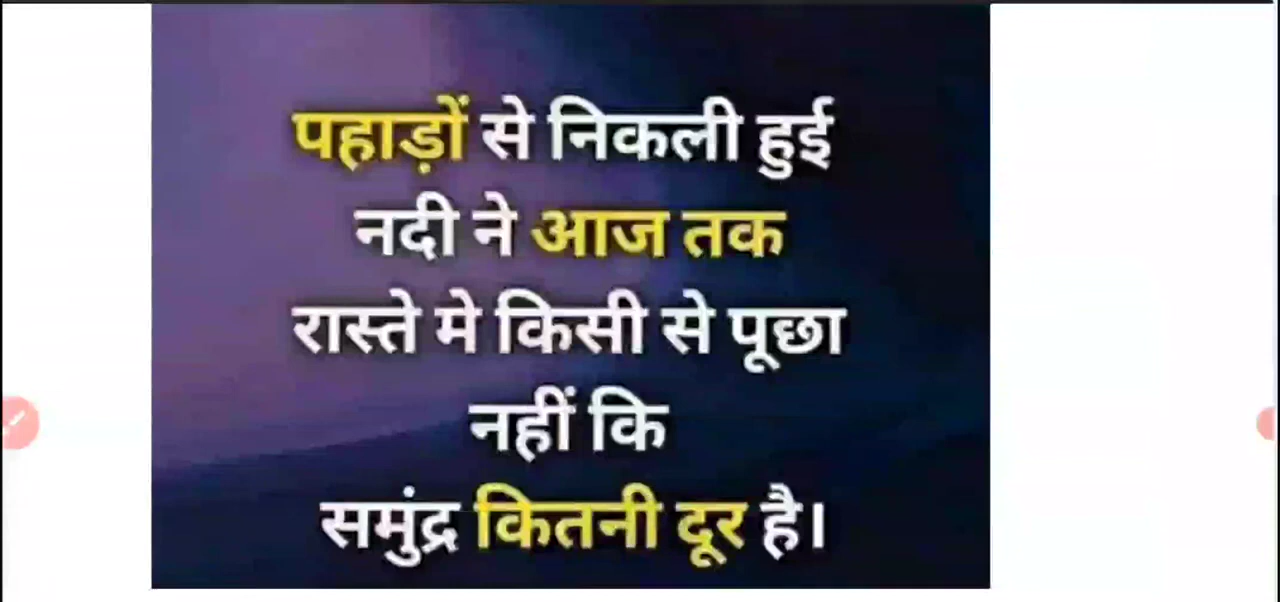 पहाड़ों से निकली हुई
नदी ने आज तक
रास्ते मे किसी से पूछा
नहीं कि
समुंद्र कितनी दूर है।